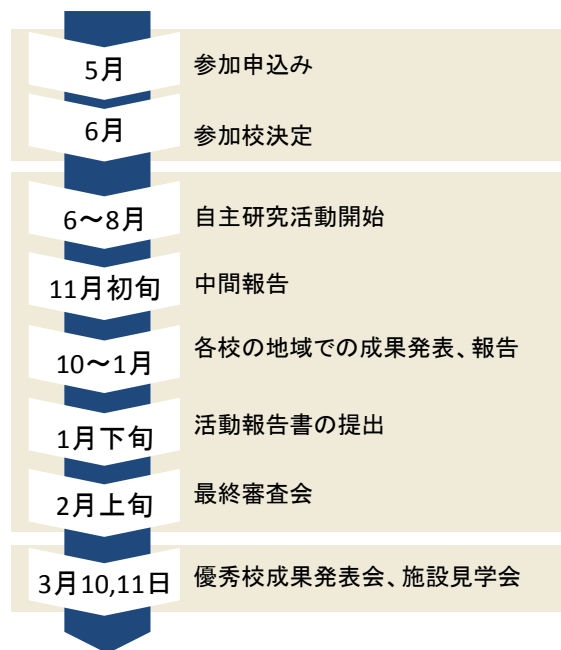 5月 参加申込み
6月 参加校決定
6～8月 自主研究活動開始
11月初旬 中間報告
10～1月 各校の地域での成果発表、報告
1月下旬 活動報告書の提出
2月上旬 最終審査会
3月10,11日 優秀校成果発表会、施設見学会